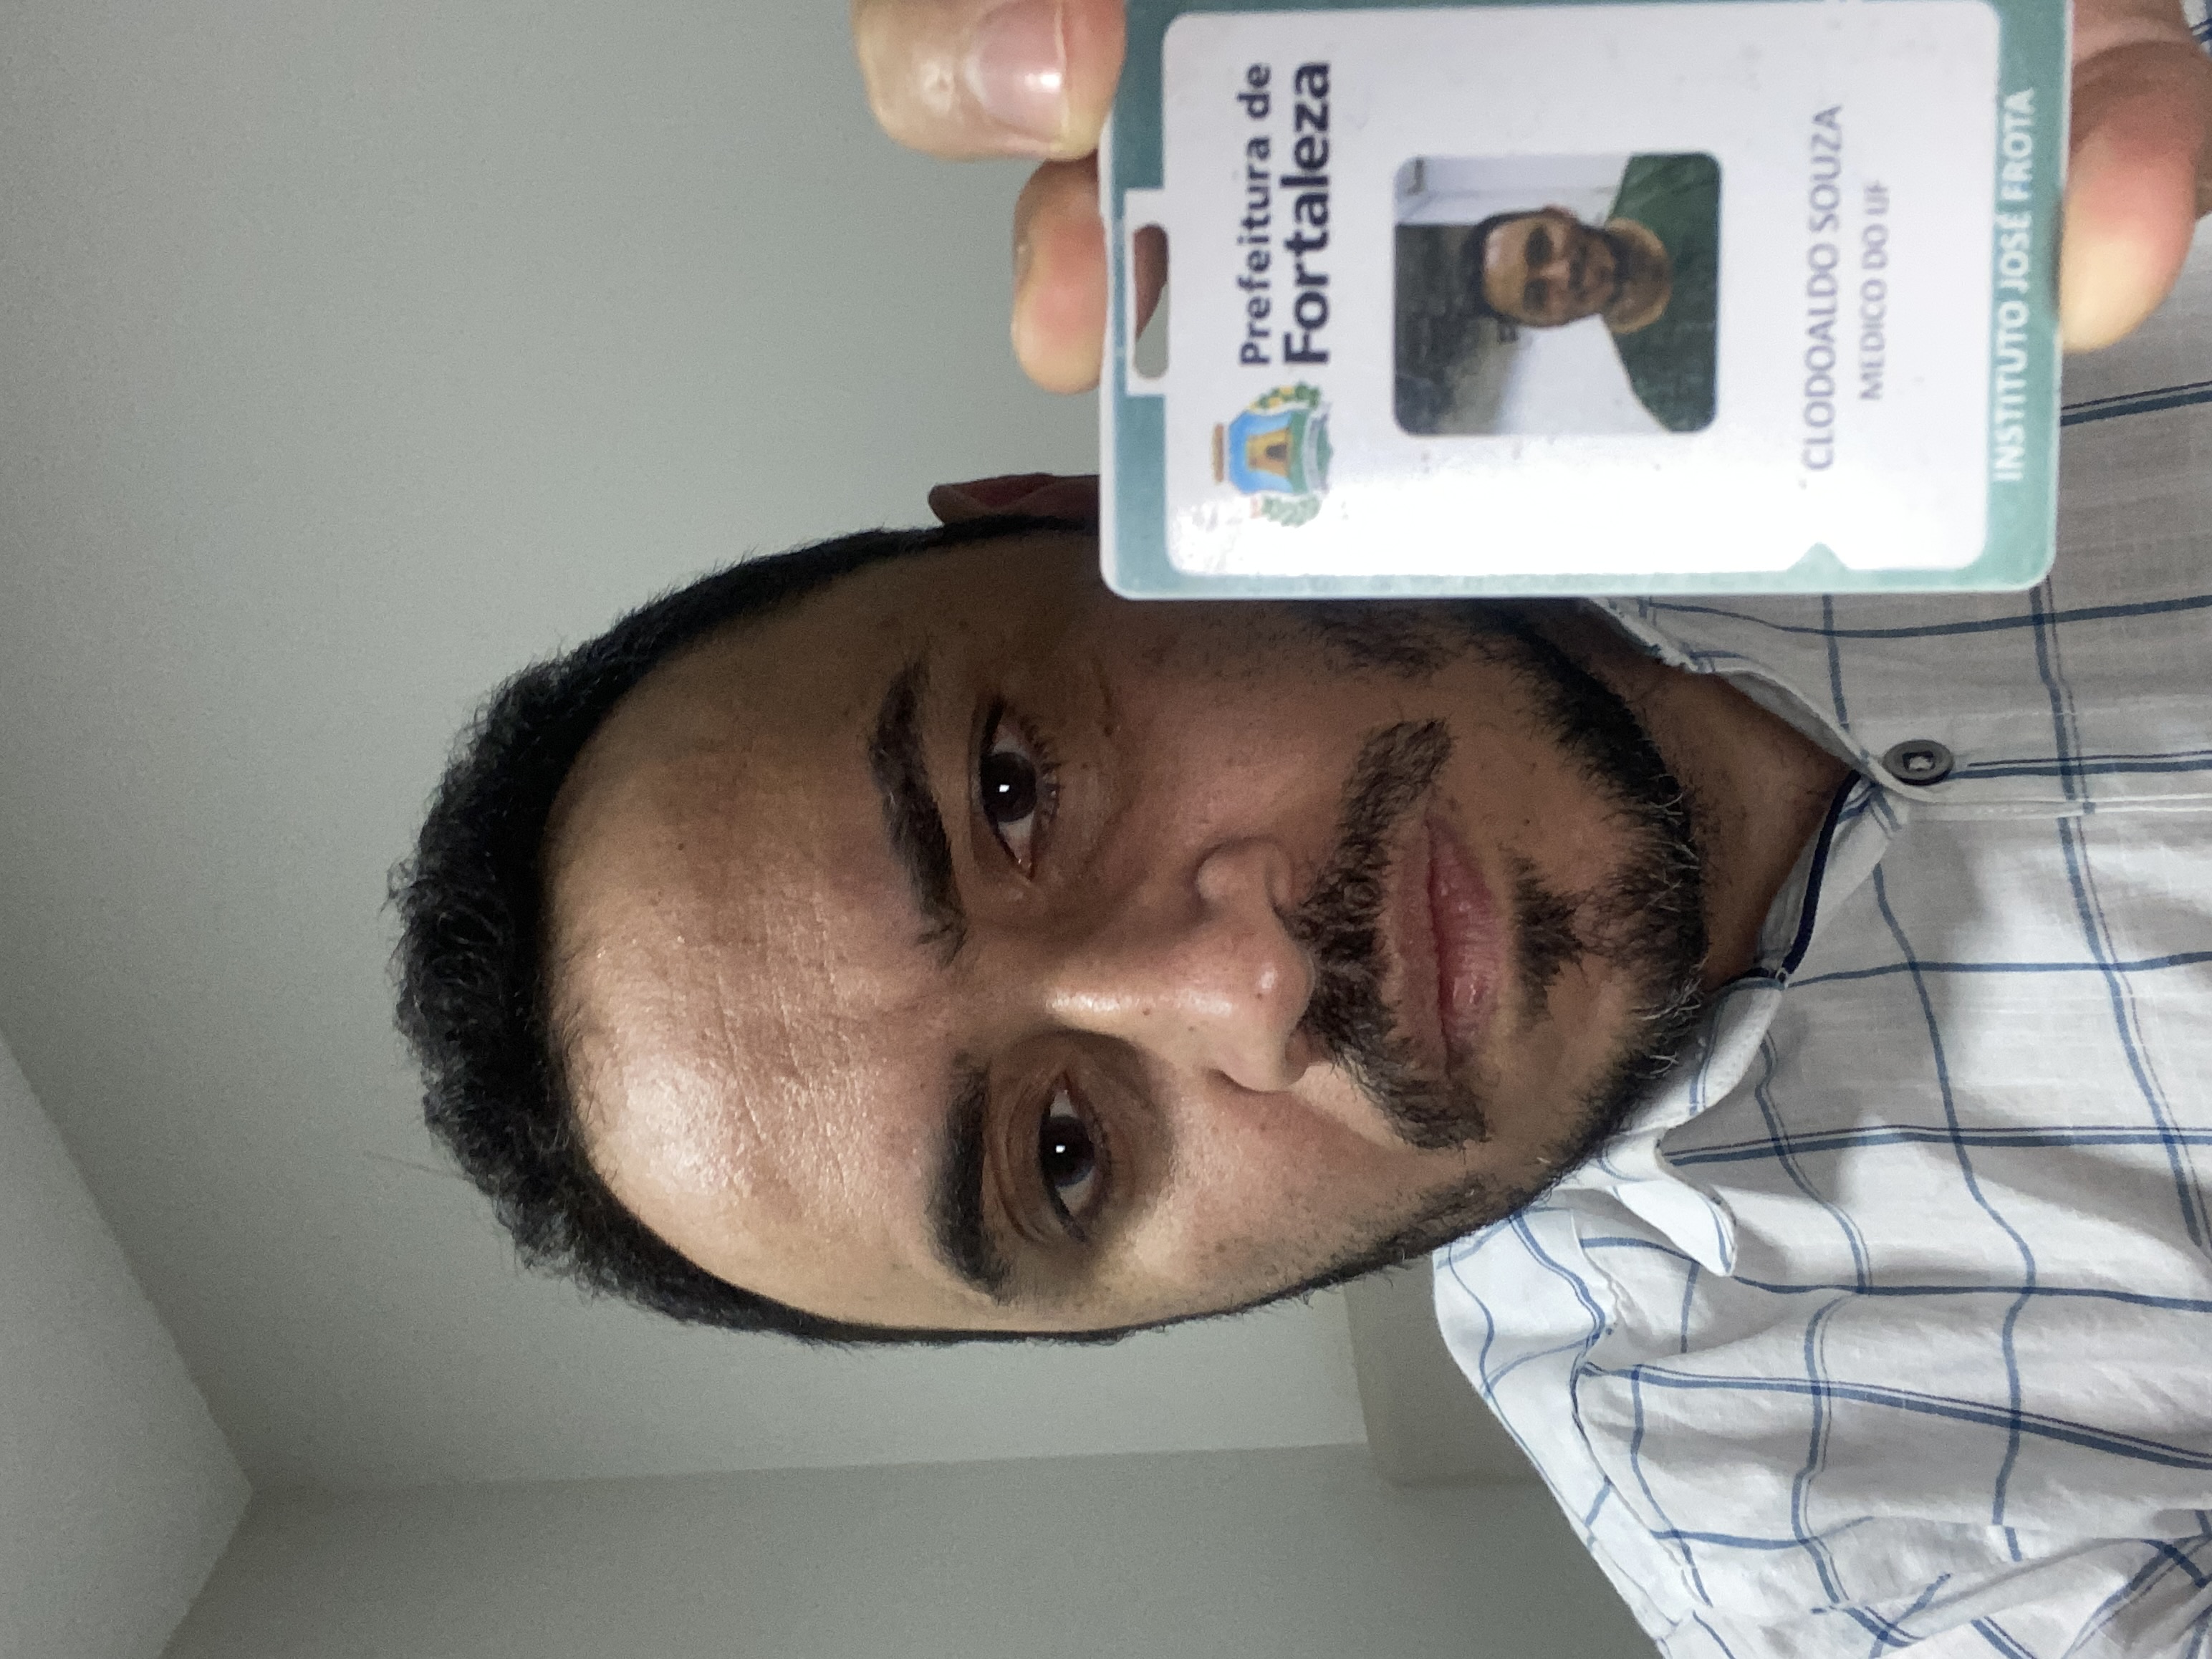 Prefeitura de
Fortaleza
CLODOALDO SOUZA
MEDICO DO IJF
INSTITUTO JOSÉ FROTA